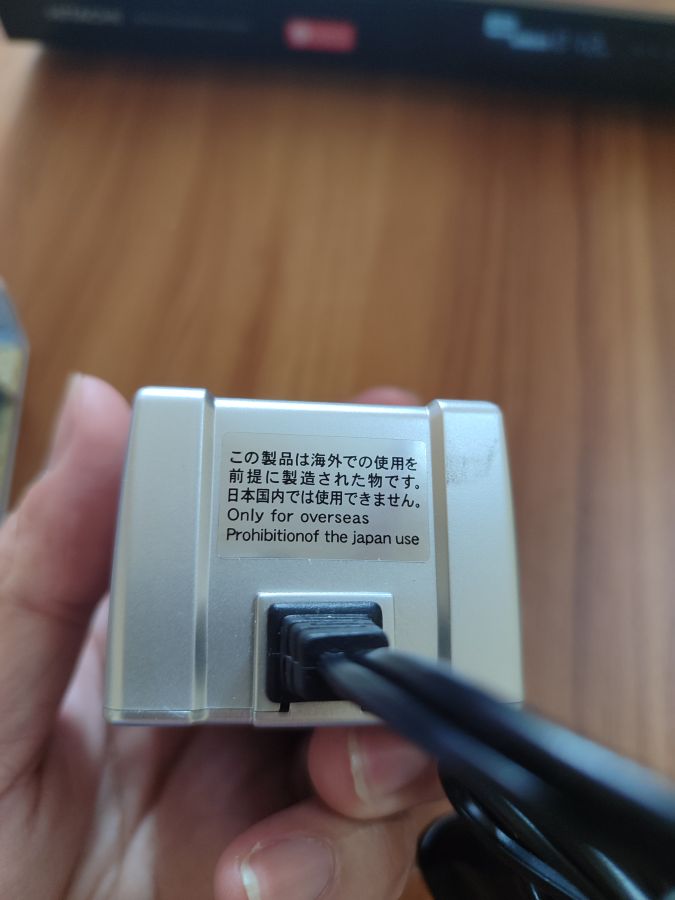 この製品は海外での使用を
前提に製造された物です。
日本国内では使用できません。
Only for overseas
Prohibitionof the japan use